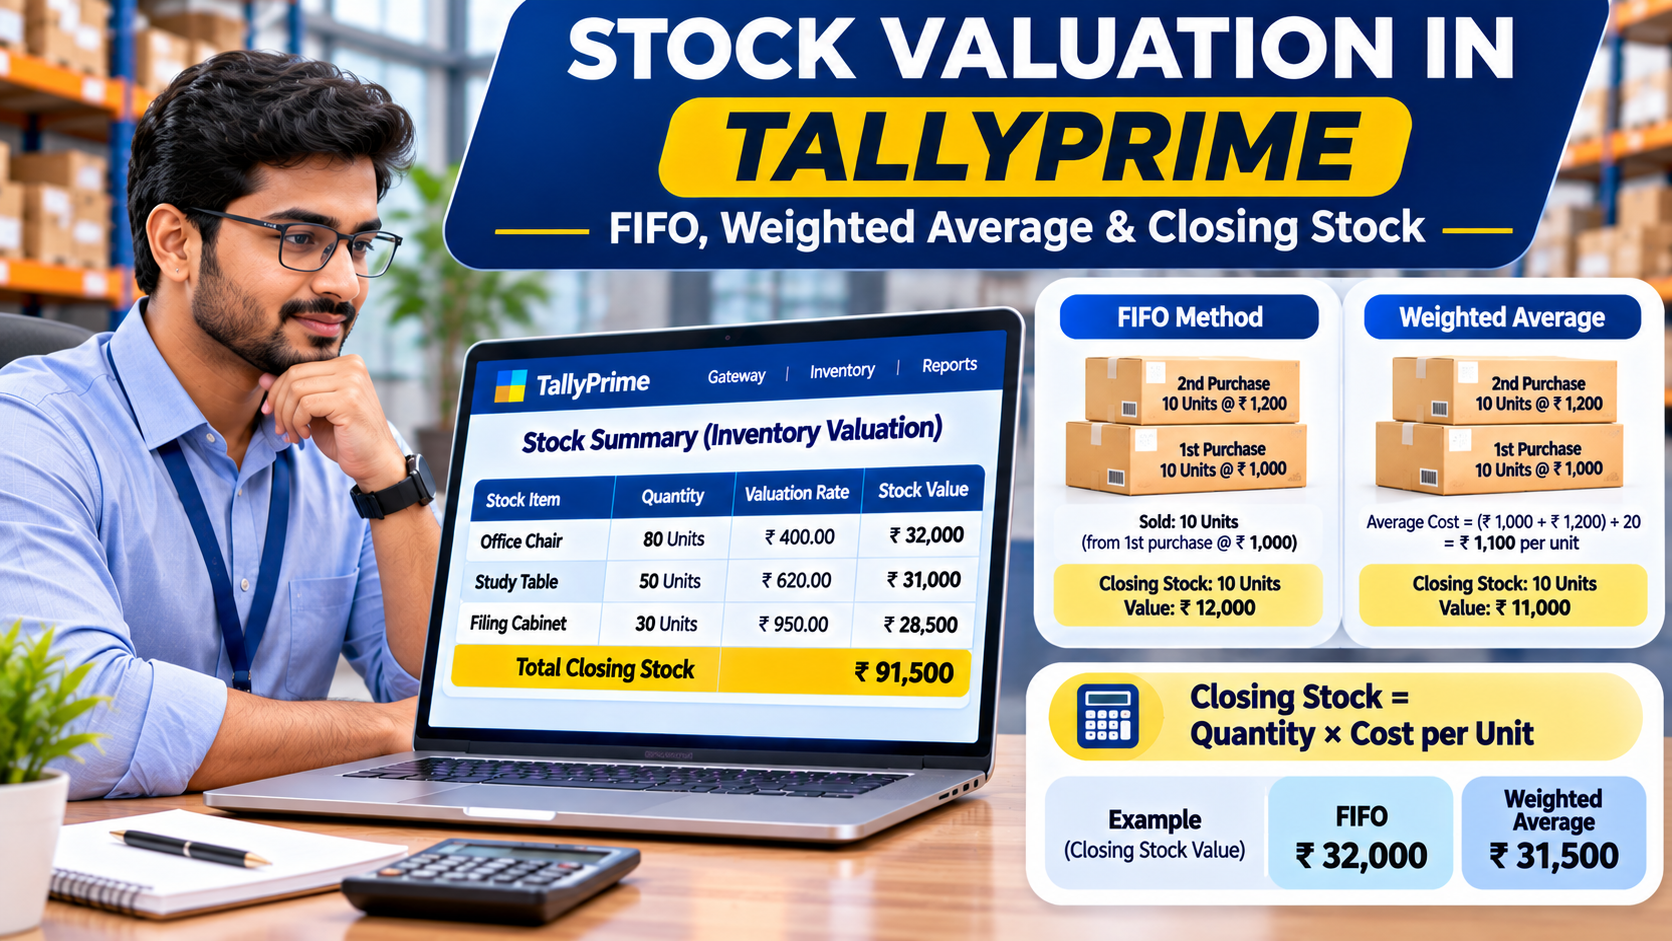 STOCK VALUATION IN
TALLYPRIME
FIFO, Weighted Average & Closing Stock
TallyPrime Gateway | Inventory | Reports
Stock Summary (Inventory Valuation)
Stock Item Quantity Valuation Rate Stock Value
Office Chair 80 Units ₹ 400.00 ₹ 32,000
Study Table 50 Units ₹ 620.00 ₹ 31,000
Filing Cabinet 30 Units ₹ 950.00 ₹ 28,500
Total Closing Stock ₹ 91,500
FIFO Method
2nd Purchase
10 Units @ ₹ 1,200
1st Purchase
10 Units @ ₹ 1,000
Sold: 10 Units
(from 1st purchase @ ₹ 1,000)
Closing Stock: 10 Units
Value: ₹ 12,000
Weighted Average
2nd Purchase
10 Units @ ₹ 1,200
1st Purchase
10 Units @ ₹ 1,000
Average Cost = (₹ 1,000 + ₹ 1,200) + 20
= ₹ 1,100 per unit
Closing Stock: 10 Units
Value: ₹ 11,000
Closing Stock =
Quantity × Cost per Unit
Example
(Closing Stock Value)
FIFO
₹ 32,000
Weighted
Average
₹ 31,500